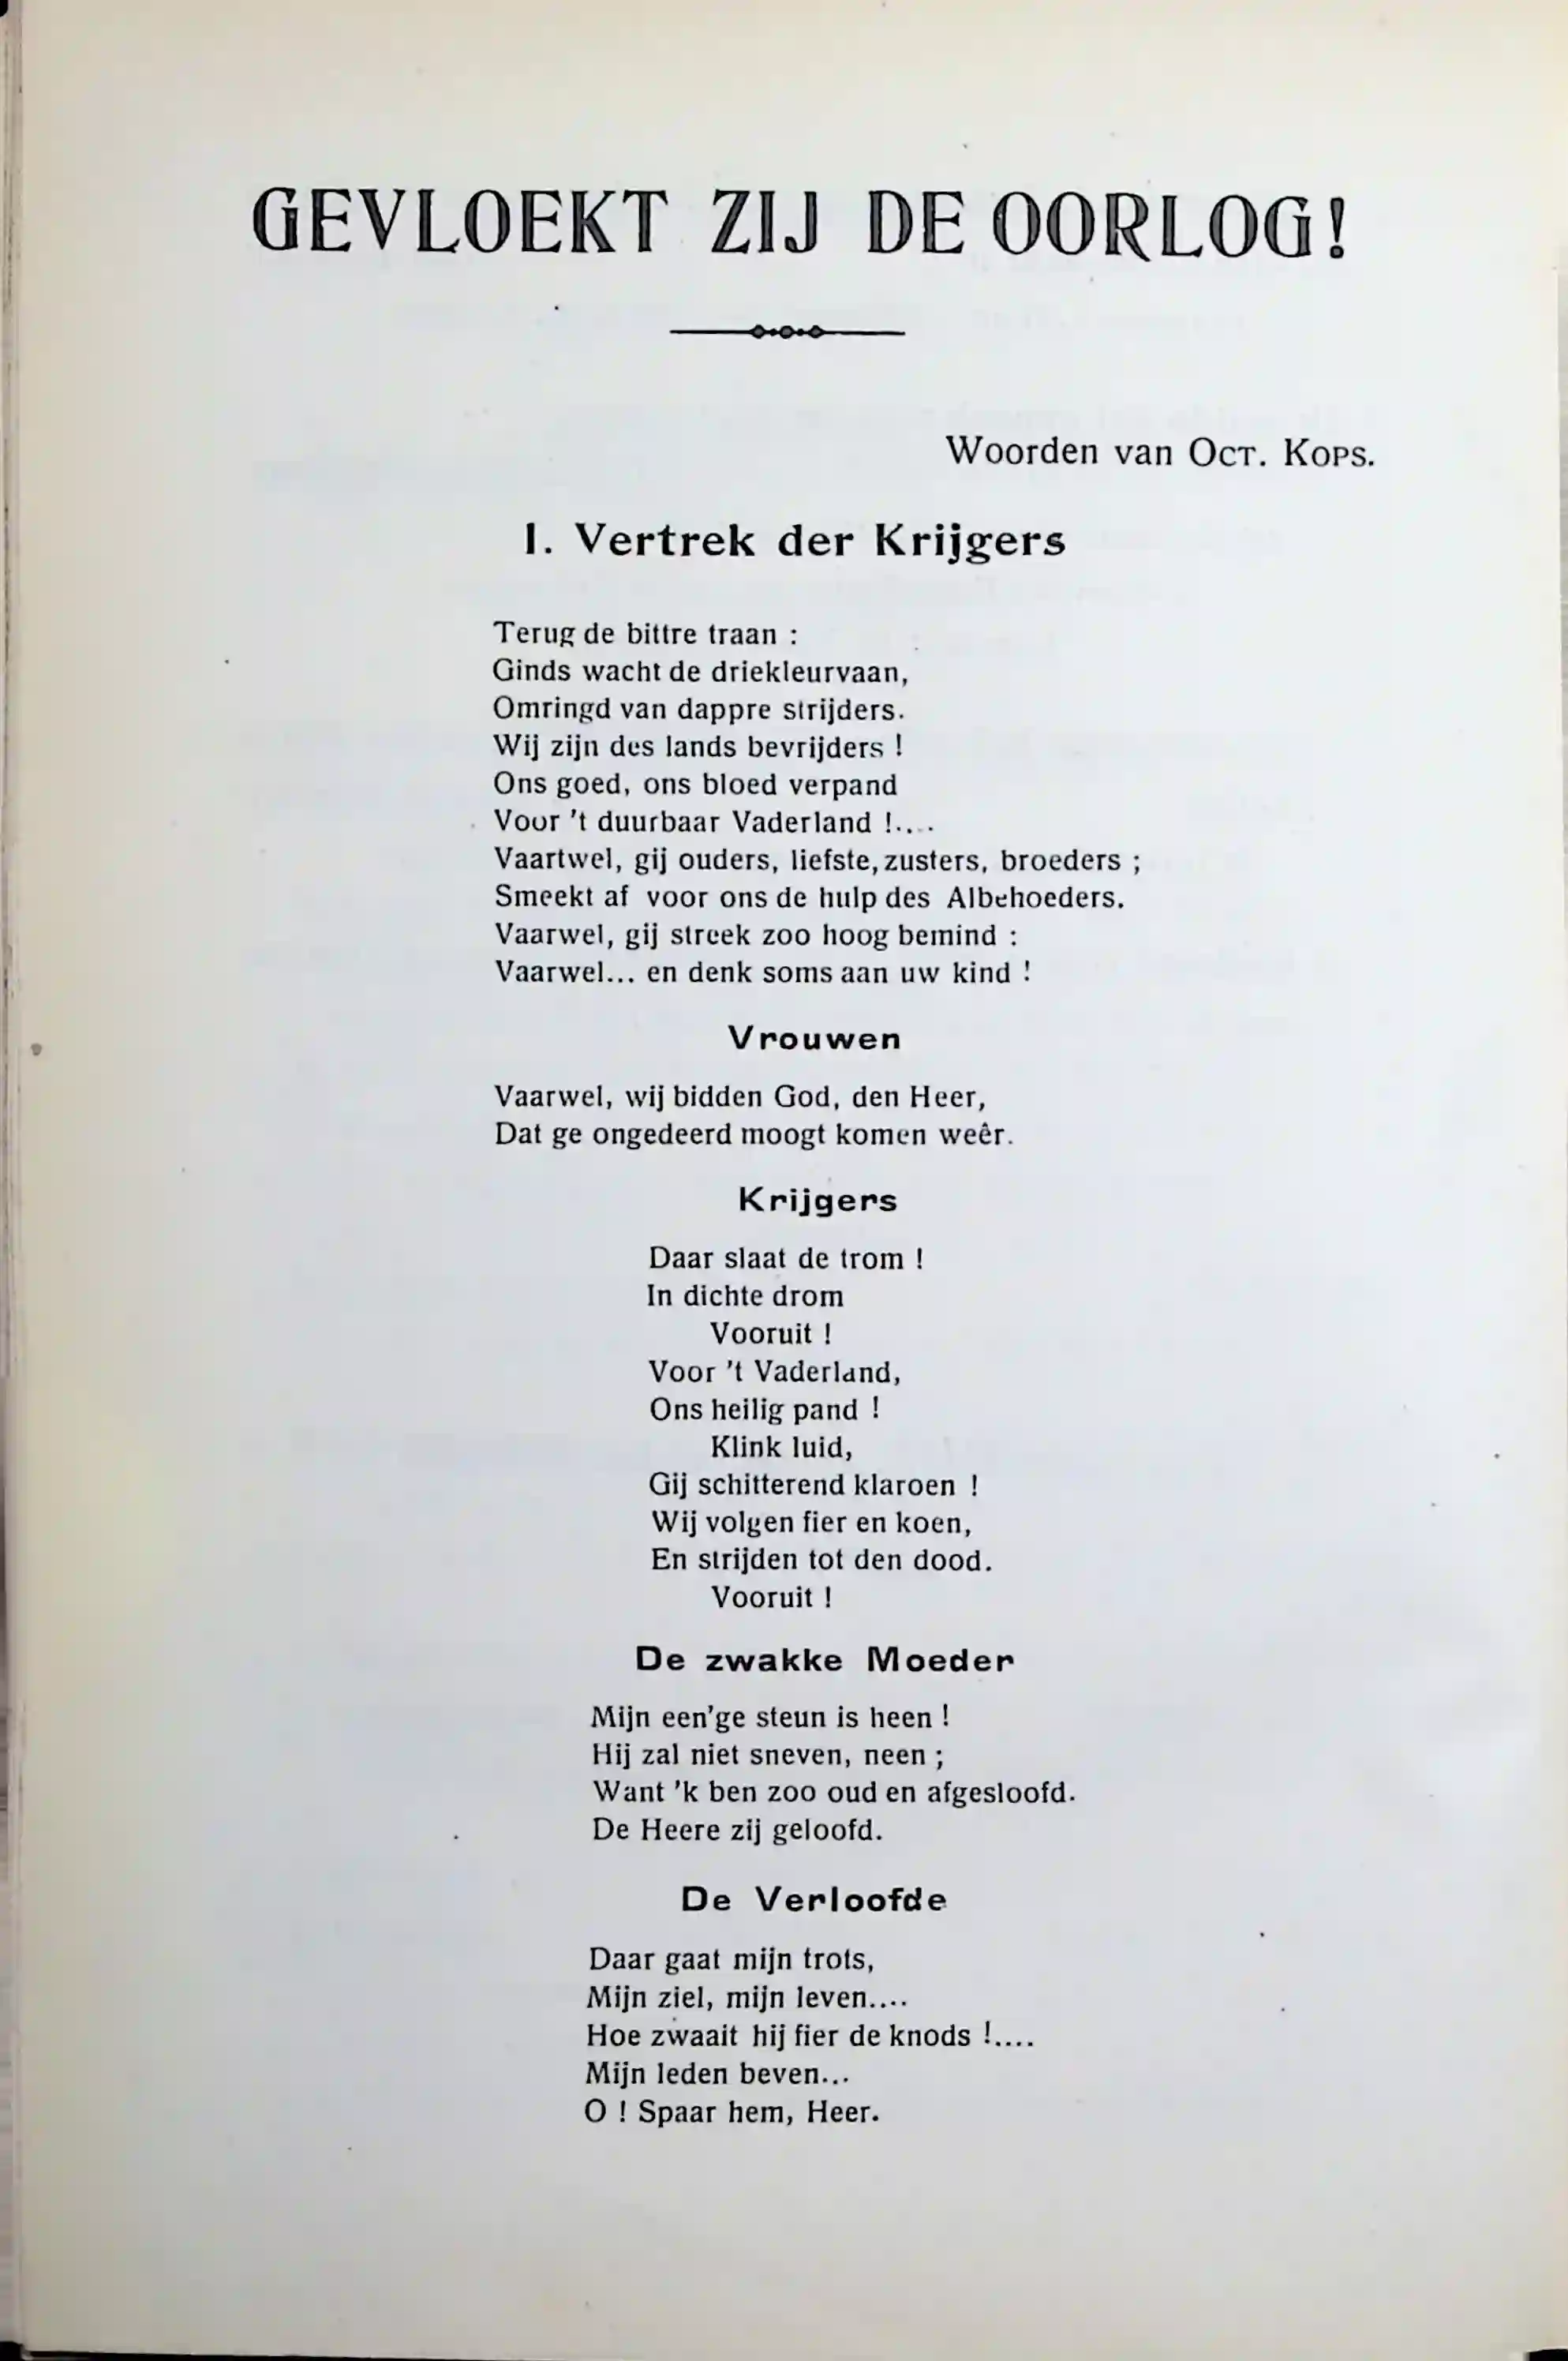 GEVLOEKT ZIJ DE OORLOG!
Woorden van Oct. Kops.
I. Vertrek der Krijgers
Terug de bittre traan :
Ginds wacht de driekleurvaan,
Omringd van dappre strijders.
Wij zijn des lands bevrijders !
Ons goed, ons bloed verpand
Voor 't duurbaar Vaderland !....
Vaartwel, gij ouders, liefste, zusters, broeders ;
Smeekt af voor ons de hulp des Albehoeders.
Vaarwel, gij streek zoo hoog bemind :
Vaarwel... en denk soms aan uw kind !
Vrouwen
Vaarwel, wij bidden God, den Heer,
Dat ge ongedeerd moogt komen weêr.
Krijgers
Daar slaat de trom !
In dichte drom
Vooruit !
Voor 't Vaderland,
Ons heilig pand !
Klink luid,
Gij schitterend klaroen !
Wij volgen fier en koen,
En strijden tot den dood.
Vooruit !
De zwakke Moeder
Mijn een'ge steun is heen !
Hij zal niet sneven, neen ;
Want 'k ben zoo oud en afgesloofd.
De Heere zij geloofd.
De Verloofde
Daar gaat mijn trots,
Mijn ziel, mijn leven....
Hoe zwaait hij fier de knods !....
Mijn leden beven...
O ! Spaar hem, Heer.